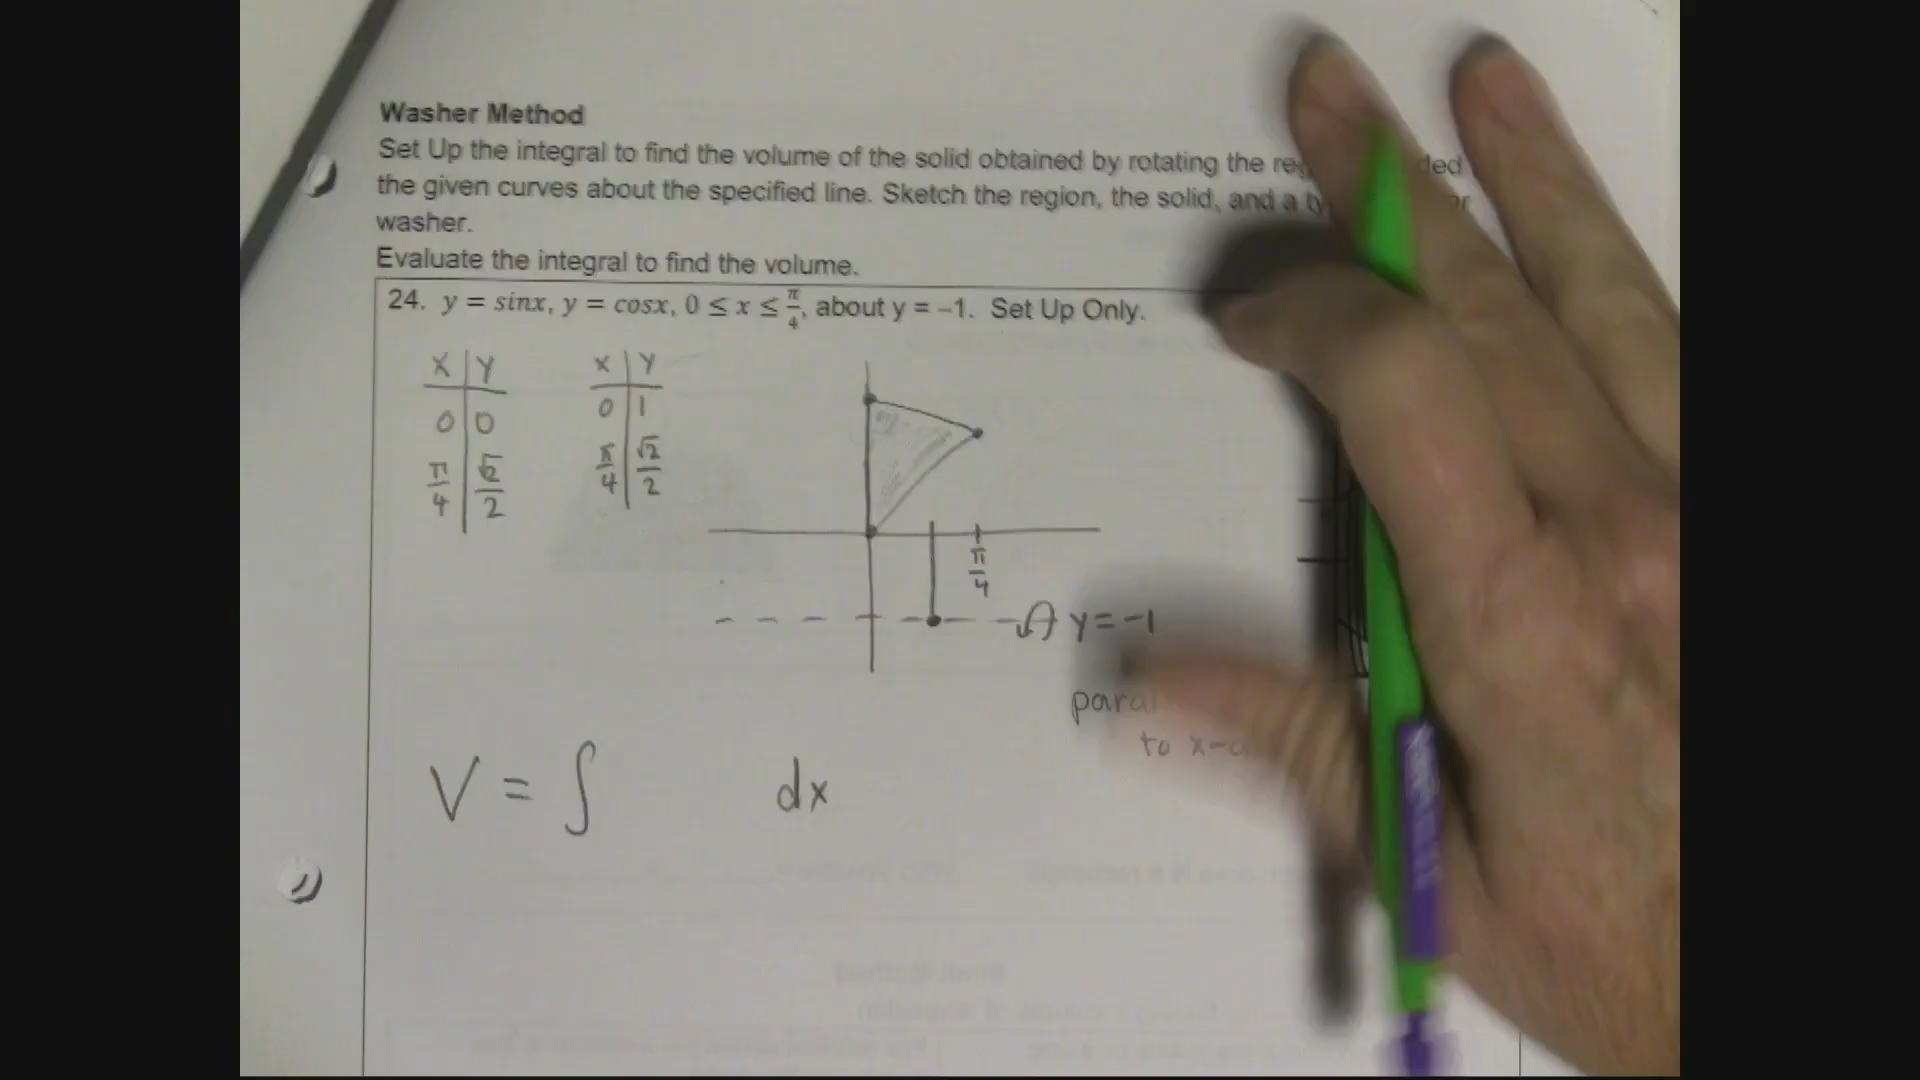 Washer Method
Set Up the integral to find the volume of the solid obtained by rotating the
the given curves about the specified line. Sketch the region, the solid, and a
washer.
Evaluate the integral to find the volume.
24. y = sinx, y = cosx, 0 ≤ x ≤ π/4, about y = −1. Set Up Only.
X | Y
0 | 0
π/4 | √2/2
X | Y
0 | 1
π/4 | √2/2
π/4
y = -1
to x-
V = ∫ dx